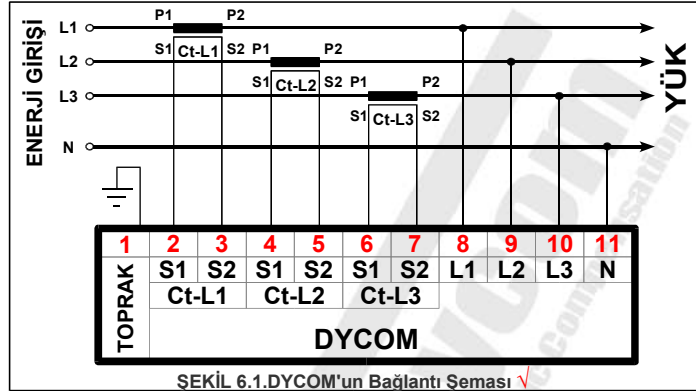 ENERJİ GİRİŞİ
P1 P2
L1
S1 Ct-L1 S2 P1 P2
L2
S1 Ct-L2 S2 P1 P2
L3
S1 Ct-L3 S2
N
YÜK
1 2 3 4 5 6 7 8 9 10 11
TOPRAK
S1 S2 S1 S2 S1 S2 L1 L2 L3 N
Ct-L1 Ct-L2 Ct-L3
DYCOM
ŞEKİL 6.1.DYCOM'un Bağlantı Şeması √